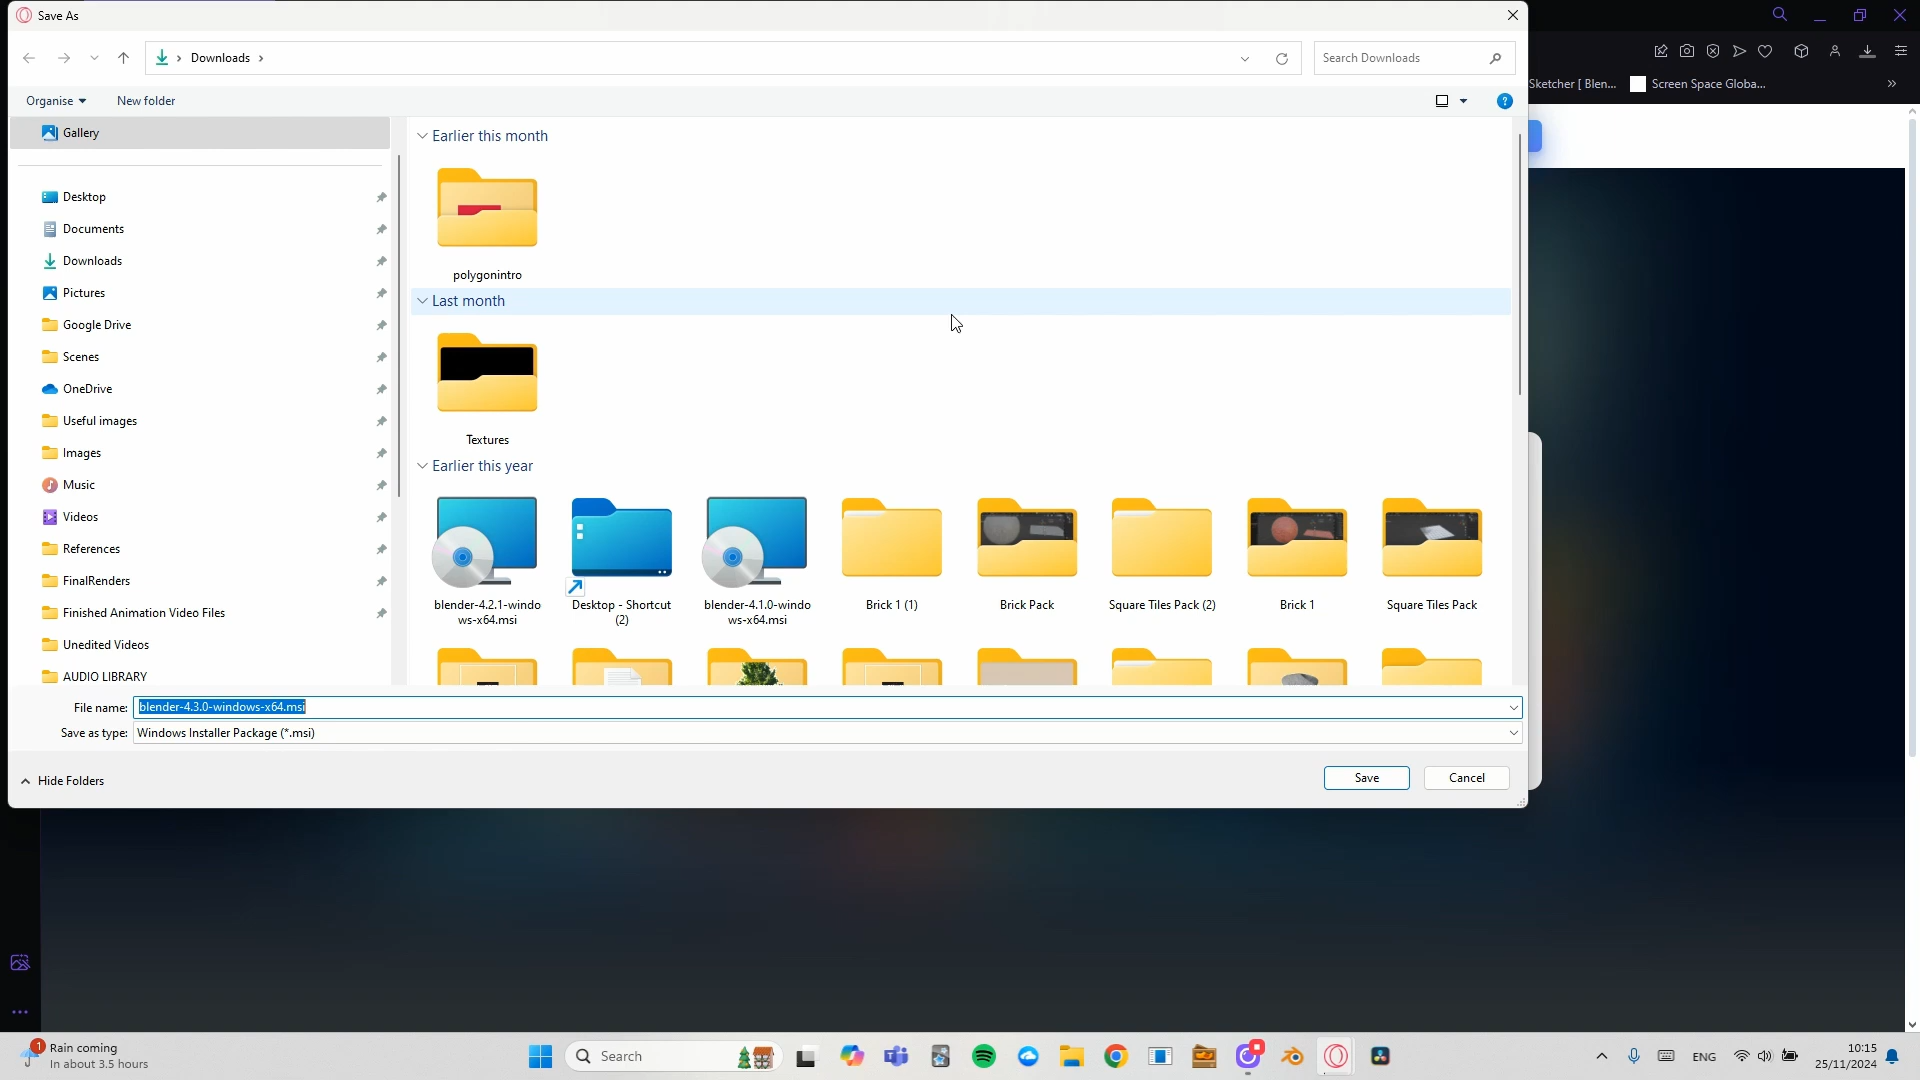 Save As
Downloads
Search Downloads
Sketcher [ Blen...
Screen Space Globa...
Organise
New folder
Gallery
Desktop
Documents
Downloads
Pictures
Google Drive
Scenes
OneDrive
Useful images
Images
Music
Videos
References
FinalRenders
Finished Animation Video Files
Unedited Videos
AUDIO LIBRARY
Earlier this month
polygonintro
Last month
Textures
Earlier this year
blender-4.2.1-windo
ws-x64.msi
Desktop - Shortcut
(2)
blender-4.1.0-windo
ws-x64.msi
Brick 1 (1)
Brick Pack
Square Tiles Pack (2)
Brick 1
Square Tiles Pack
File name: blender-4.3.0-windows-x64.msi
Save as type: Windows Installer Package (*.msi)
Hide Folders
Save
Cancel
1
Rain coming
In about 3.5 hours
Search
ENG
10:15
25/11/2024